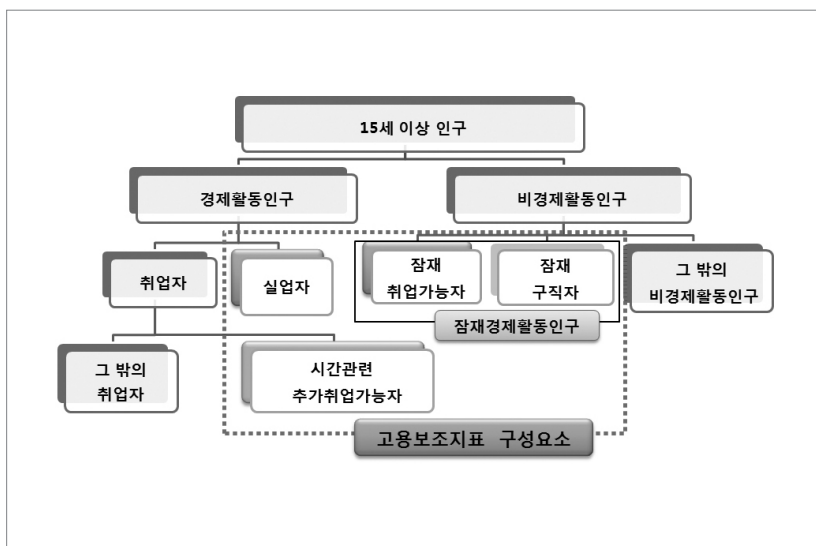 15세 이상 인구
경제활동인구
비경제활동인구
취업자
실업자
잠재
취업가능자
잠재
구직자
그 밖의
비경제활동인구
잠재경제활동인구
그 밖의
취업자
시간관련
추가취업가능자
고용보조지표 구성요소